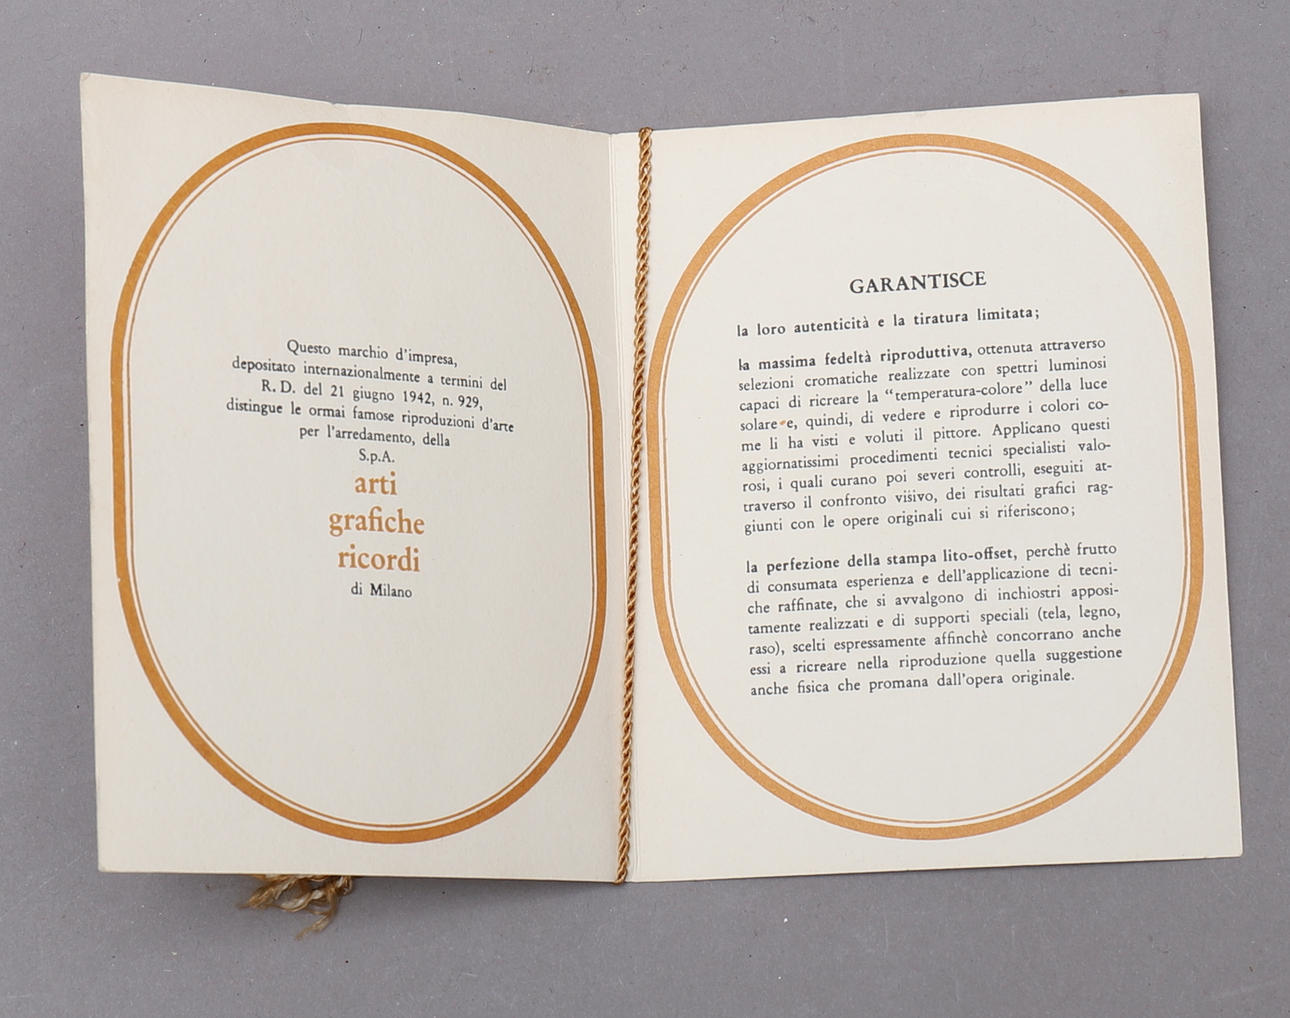 Questo marchio d'impresa,
depositato internazionalmente a termini del
R. D. del 21 giugno 1942, n. 929,
distingue le ormai famose riproduzioni d'arte
per l'arredamento, della
S.p.A.
arti
grafiche
ricordi
di Milano
GARANTISCE
la loro autenticità e la tiratura limitata;
la massima fedeltà riproduttiva, ottenuta attraverso
selezioni cromatiche realizzate con spettri luminosi
capaci di ricreare la “temperatura-colore” della luce
solare e, quindi, di vedere e riprodurre i colori co-
me li ha visti e voluti il pittore. Applicano questi
aggiornatissimi procedimenti tecnici specialisti valo-
rosi, i quali curano poi severi controlli, eseguiti at-
traverso il confronto visivo, dei risultati grafici rag-
giunti con le opere originali cui si riferiscono;
la perfezione della stampa lito-offset, perchè frutto
di consumata esperienza e dell'applicazione di tecni-
che raffinate, che si avvalgono di inchiostri apposi-
tamente realizzati e di supporti speciali (tela, legno,
raso), scelti espressamente affinchè concorrano anche
essi a ricreare nella riproduzione quella suggestione
anche fisica che promana dall'opera originale.